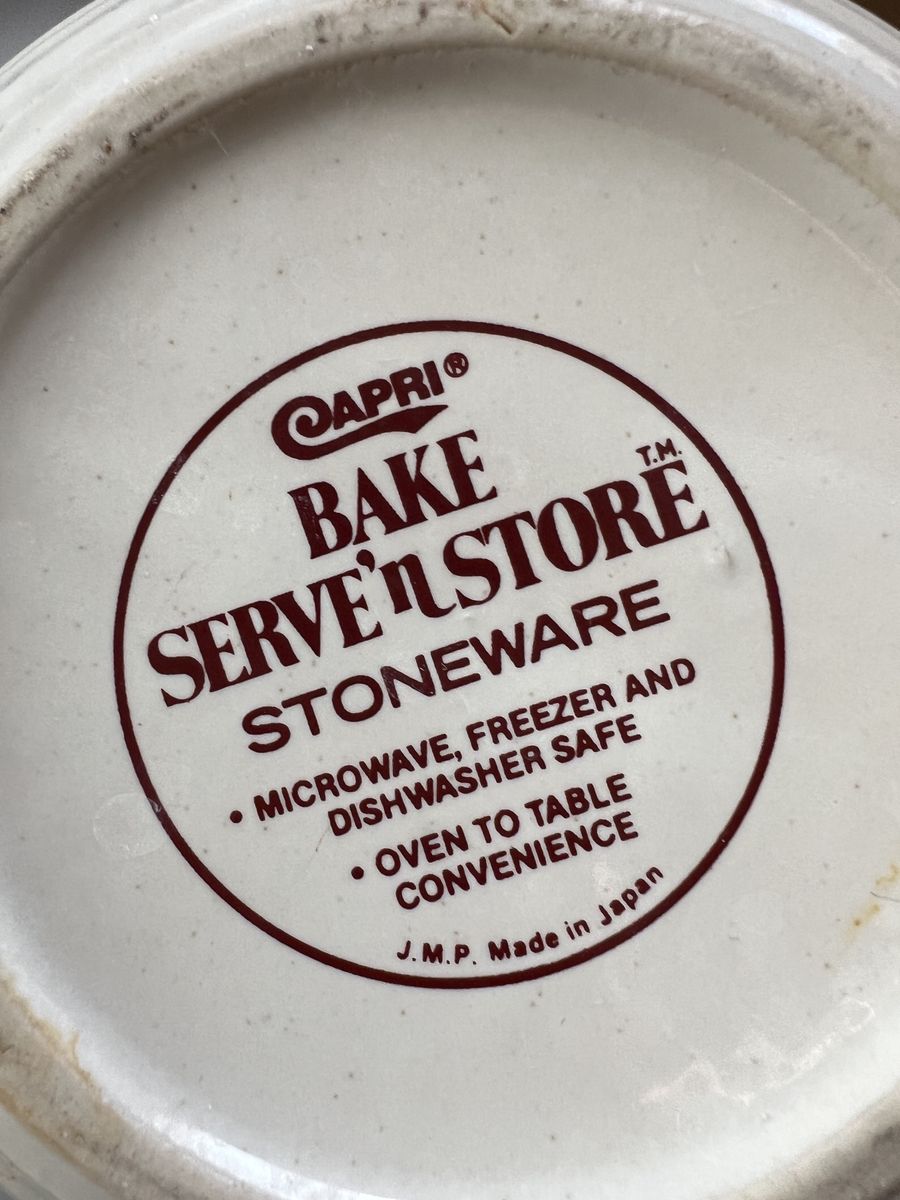 CAPRI®
BAKE
SERVE'n STORE T.M.
STONEWARE
• MICROWAVE, FREEZER AND
DISHWASHER SAFE
• OVEN TO TABLE
CONVENIENCE
J.M.P. Made in Japan